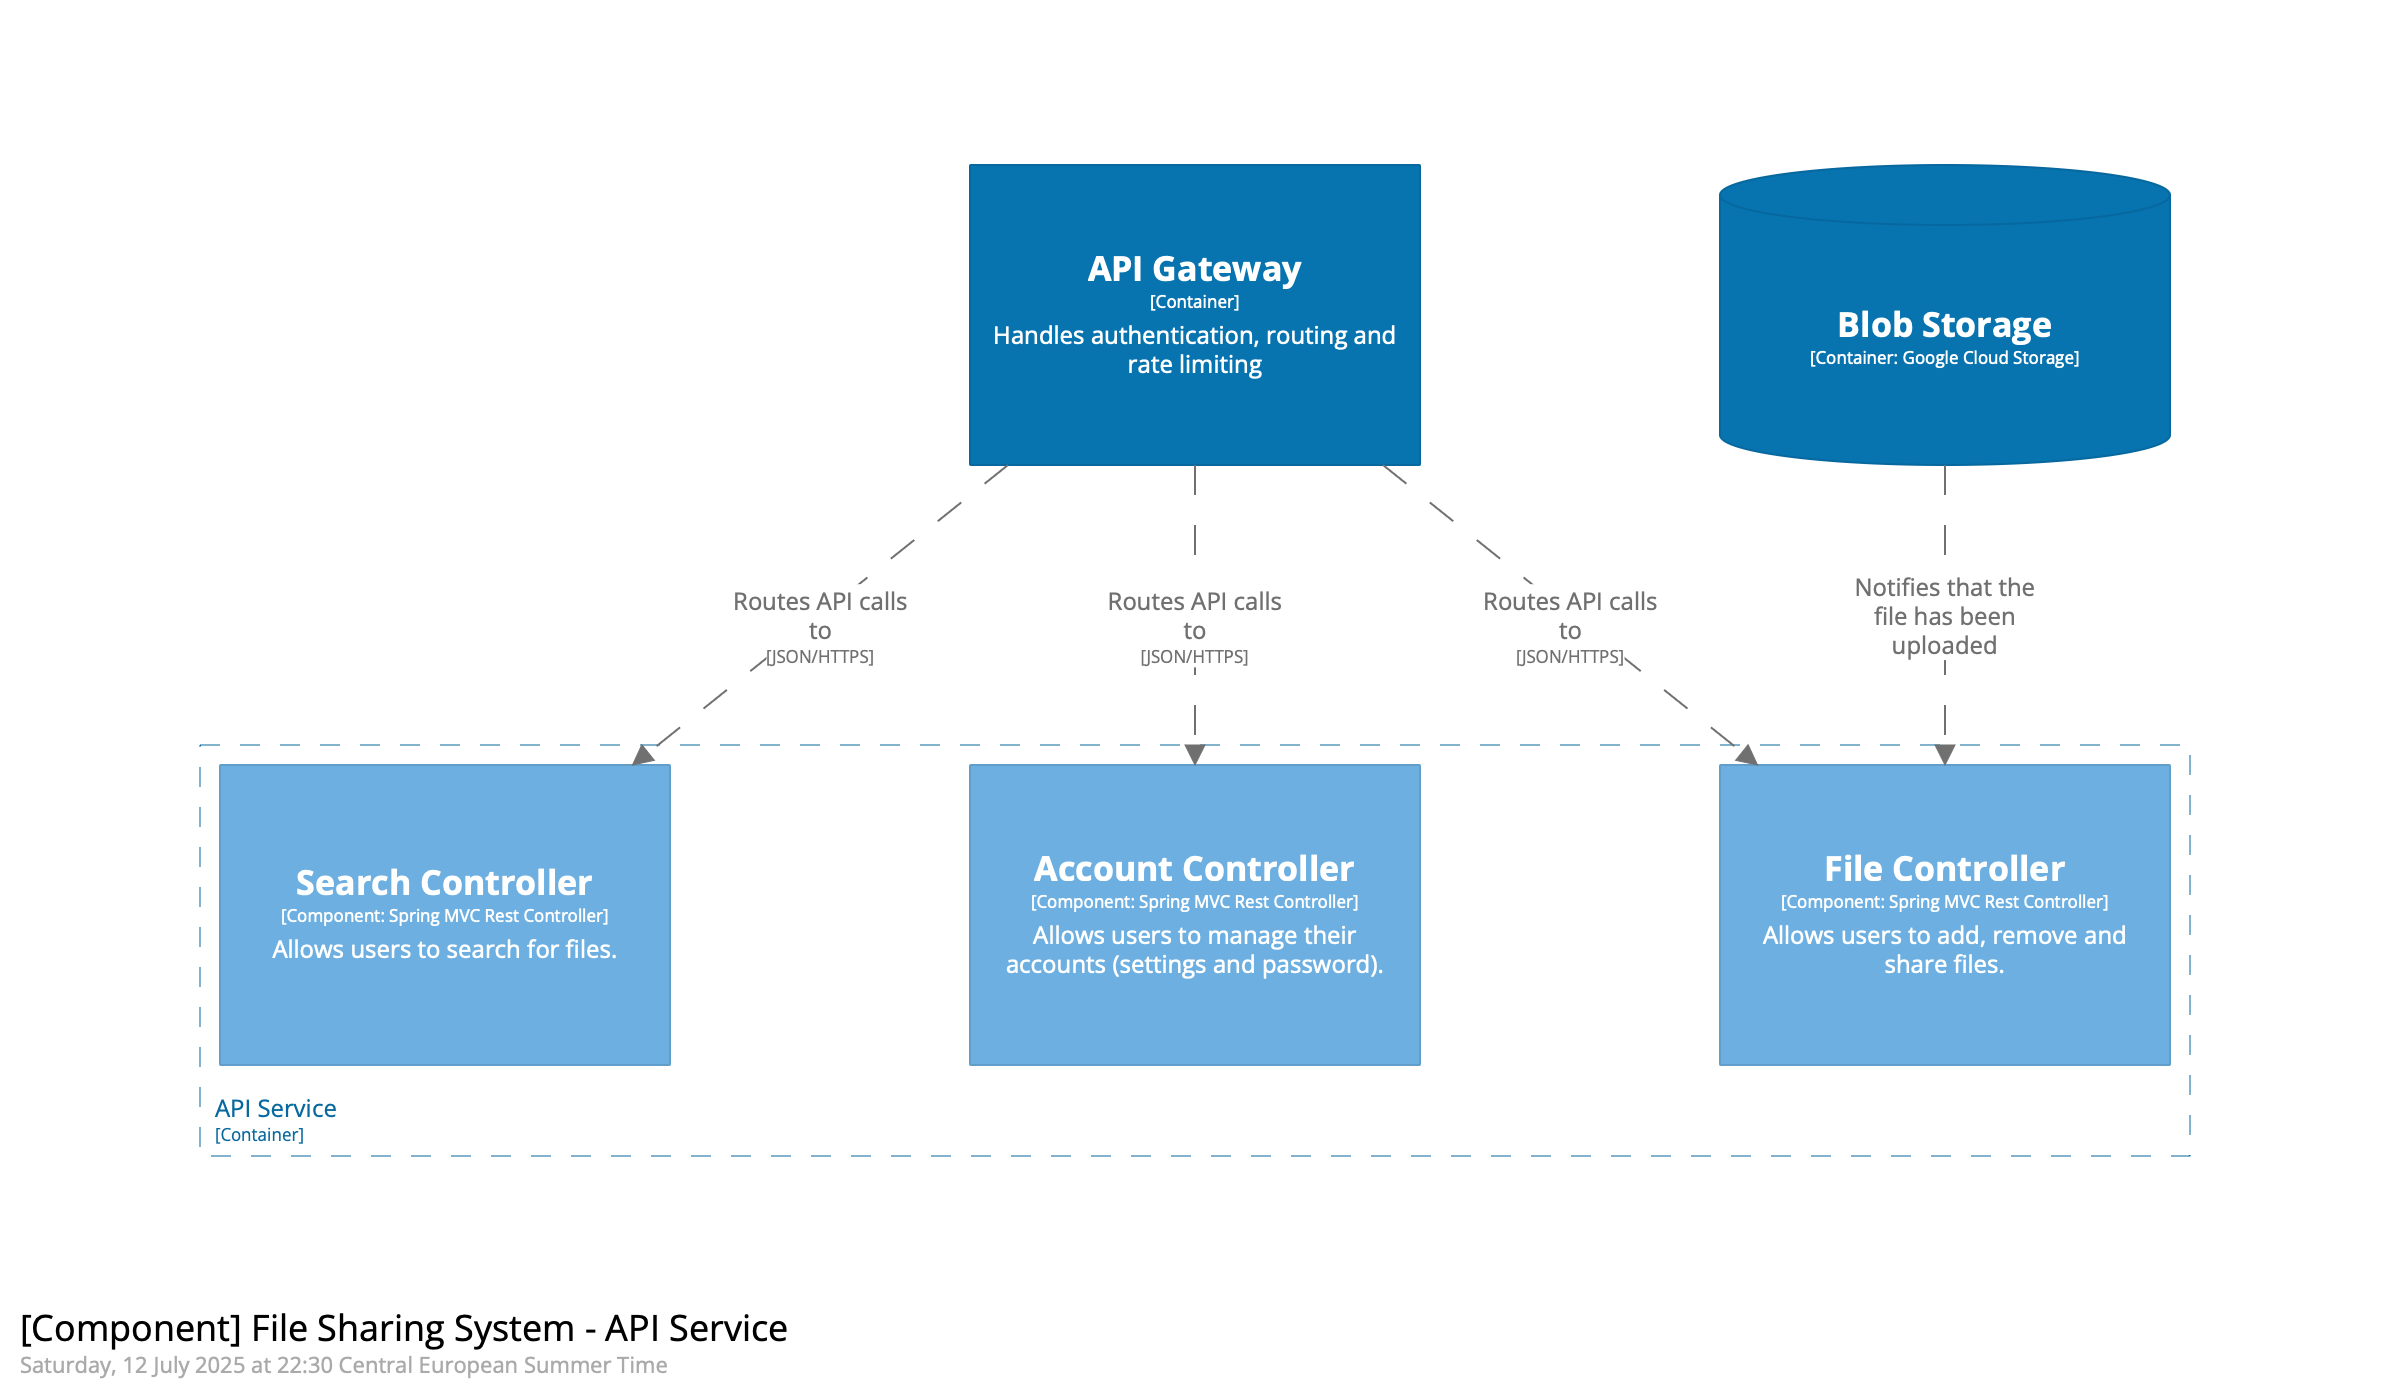 API Gateway
[Container]
Handles authentication, routing and
rate limiting
Blob Storage
[Container: Google Cloud Storage]
Routes API calls
to
[JSON/HTTPS]
Routes API calls
to
[JSON/HTTPS]
Routes API calls
to
[JSON/HTTPS]
Notifies that the
file has been
uploaded
Search Controller
[Component: Spring MVC Rest Controller]
Allows users to search for files.
Account Controller
[Component: Spring MVC Rest Controller]
Allows users to manage their
accounts (settings and password).
File Controller
[Component: Spring MVC Rest Controller]
Allows users to add, remove and
share files.
API Service
[Container]
[Component] File Sharing System - API Service
Saturday, 12 July 2025 at 22:30 Central European Summer Time